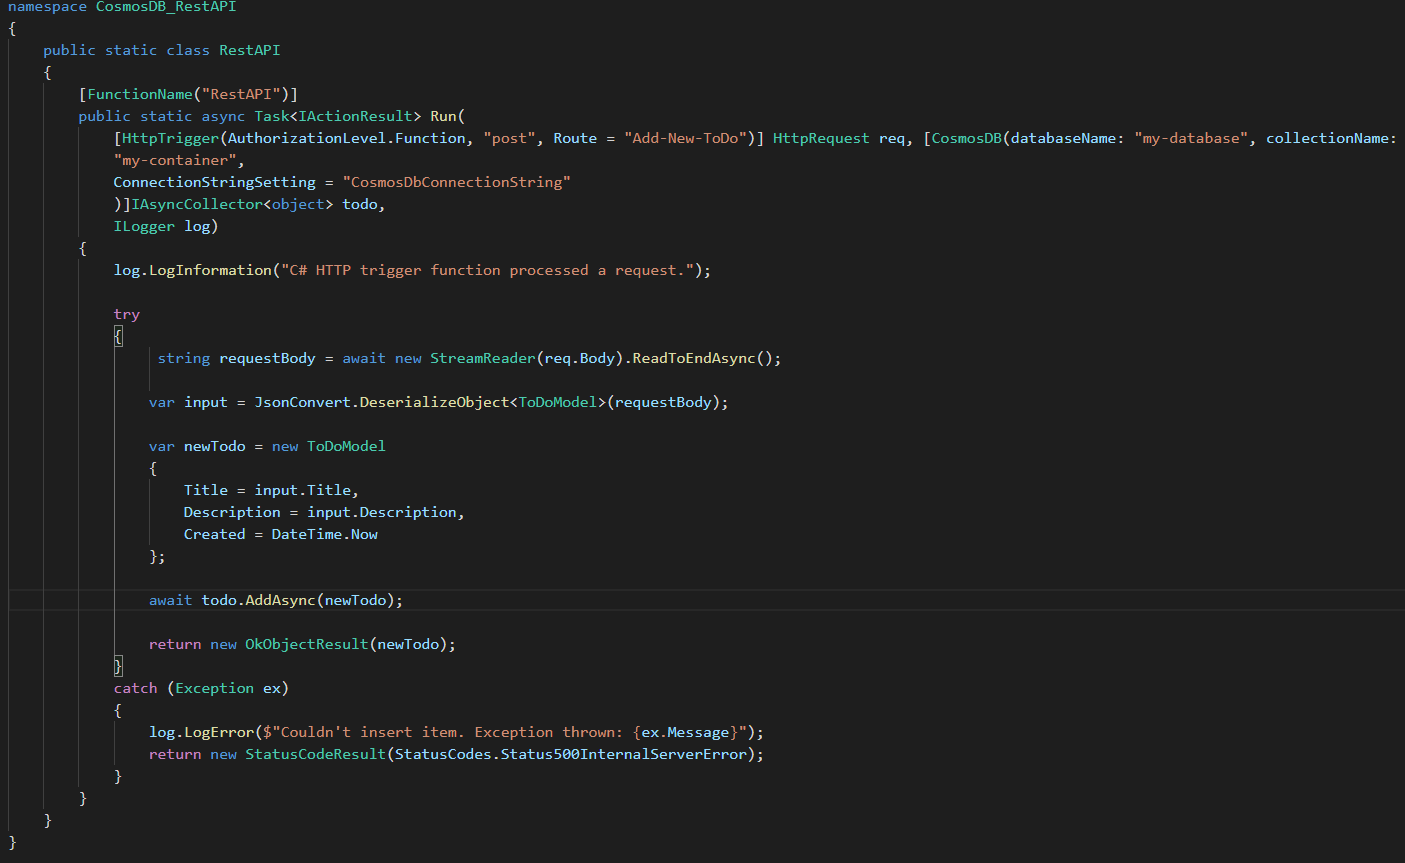 namespace CosmosDB_RestAPI
{
public static class RestAPI
{
[FunctionName("RestAPI")]
public static async Task<IActionResult> Run(
[HttpTrigger(AuthorizationLevel.Function, "post", Route = "Add-New-ToDo")] HttpRequest req, [CosmosDB(databaseName: "my-database", collectionName:
"my-container",
ConnectionStringSetting = "CosmosDbConnectionString"
)]IAsyncCollector<object> todo,
ILogger log)
{
log.LogInformation("C# HTTP trigger function processed a request.");
try
{
string requestBody = await new StreamReader(req.Body).ReadToEndAsync();
var input = JsonConvert.DeserializeObject<ToDoModel>(requestBody);
var newTodo = new ToDoModel
{
Title = input.Title,
Description = input.Description,
Created = DateTime.Now
};
await todo.AddAsync(newTodo);
return new OkObjectResult(newTodo);
}
catch (Exception ex)
{
log.LogError($"Couldn't insert item. Exception thrown: {ex.Message}");
return new StatusCodeResult(StatusCodes.Status500InternalServerError);
}
}
}
}